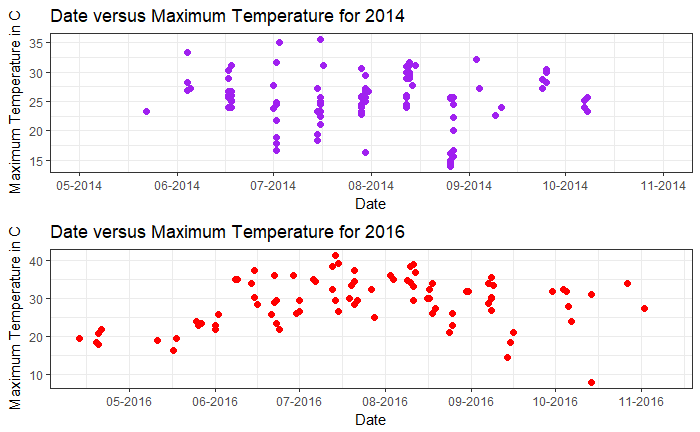 Date versus Maximum Temperature for 2014
Maximum Temperature in C
35
30
25
20
15
05-2014 06-2014 07-2014 08-2014 09-2014 10-2014 11-2014
Date
Date versus Maximum Temperature for 2016
Maximum Temperature in C
40
30
20
10
05-2016 06-2016 07-2016 08-2016 09-2016 10-2016 11-2016
Date